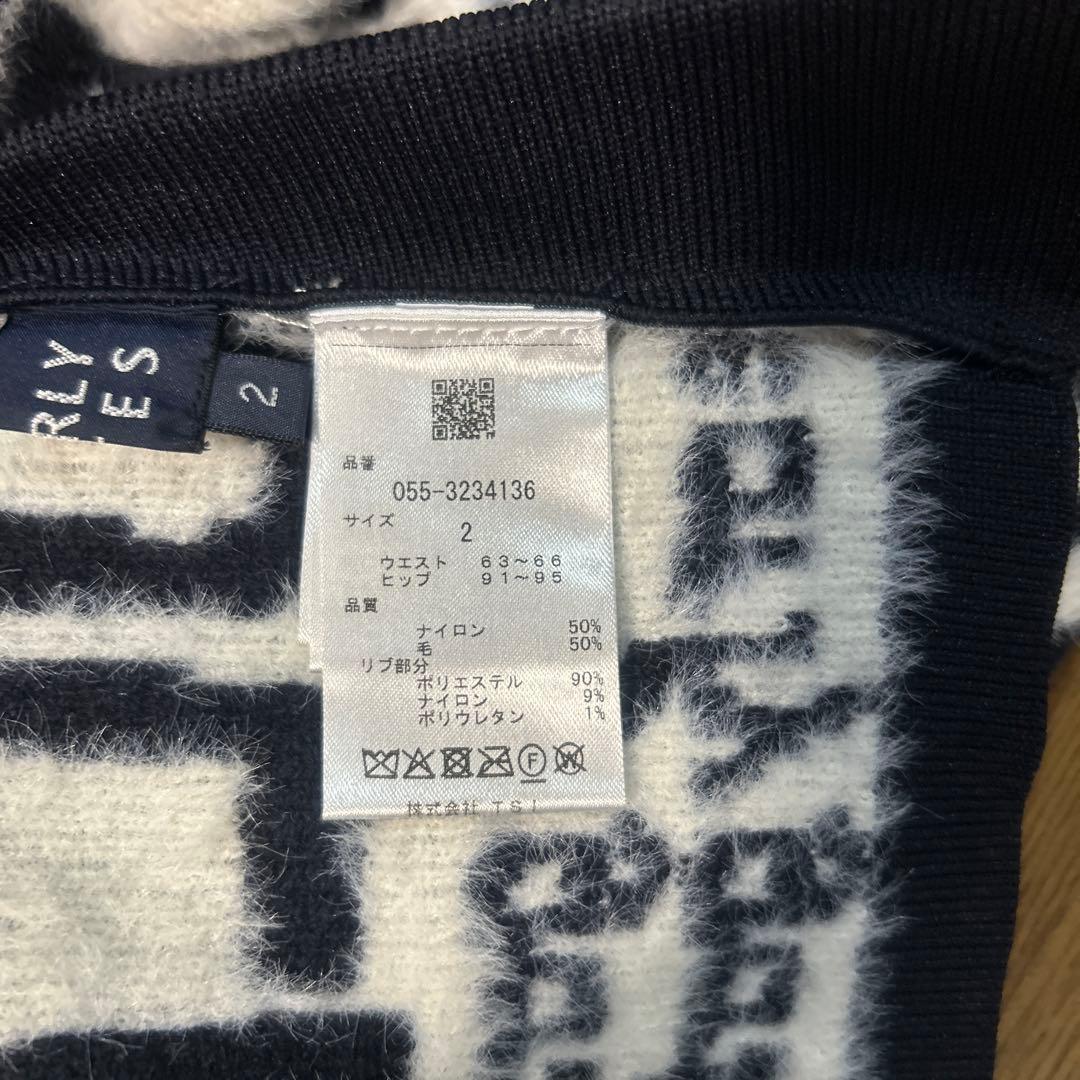 RLY
ES
2
品番
055-3234136
サイズ
2
ウエスト 63～66
ヒップ 91～95
品質
ナイロン 50%
毛 50%
リブ部分
ポリエステル 90%
ナイロン 9%
ポリウレタン 1%
F W
株式会社 TSI